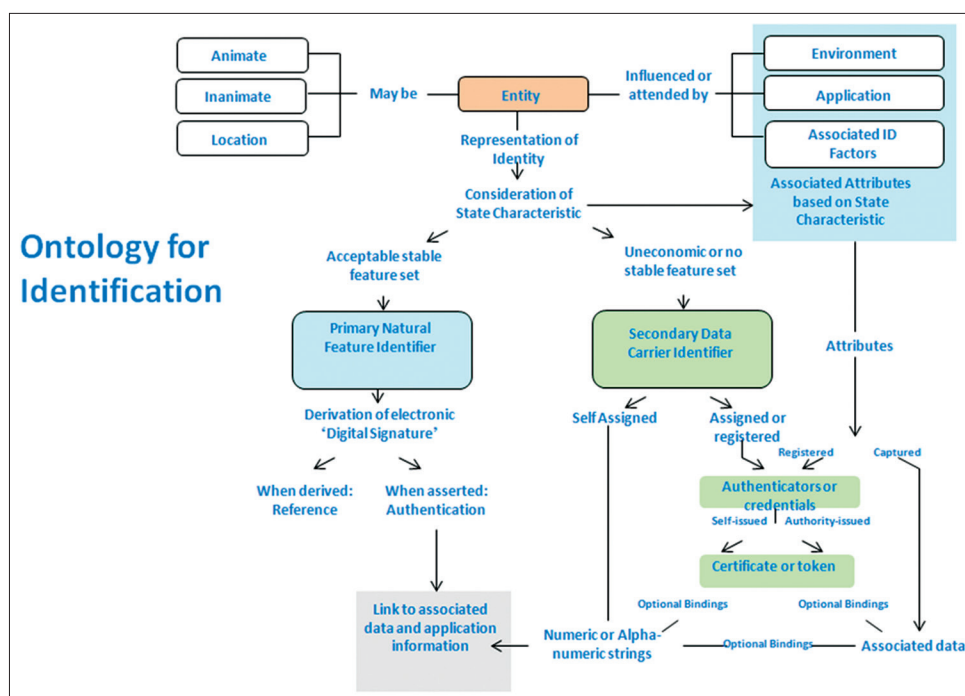 Animate
Inanimate
Location
May be
Entity
Influenced or
attended by
Environment
Application
Associated ID
Factors
Associated Attributes
based on State
Characteristic
Representation of
Identity
Consideration of
State Characteristic
Ontology for
Identification
Acceptable stable
feature set
Uneconomic or no
stable feature set
Primary Natural
Feature Identifier
Secondary Data
Carrier Identifier
Attributes
Derivation of electronic
‘Digital Signature’
Self Assigned
Assigned or
registered
Registered
Captured
When derived:
Reference
When asserted:
Authentication
Authenticators or
credentials
Self-issued
Authority-issued
Certificate or token
Optional Bindings
Optional Bindings
Link to associated
data and application
information
Numeric or Alpha-
numeric strings
Optional Bindings
Associated data